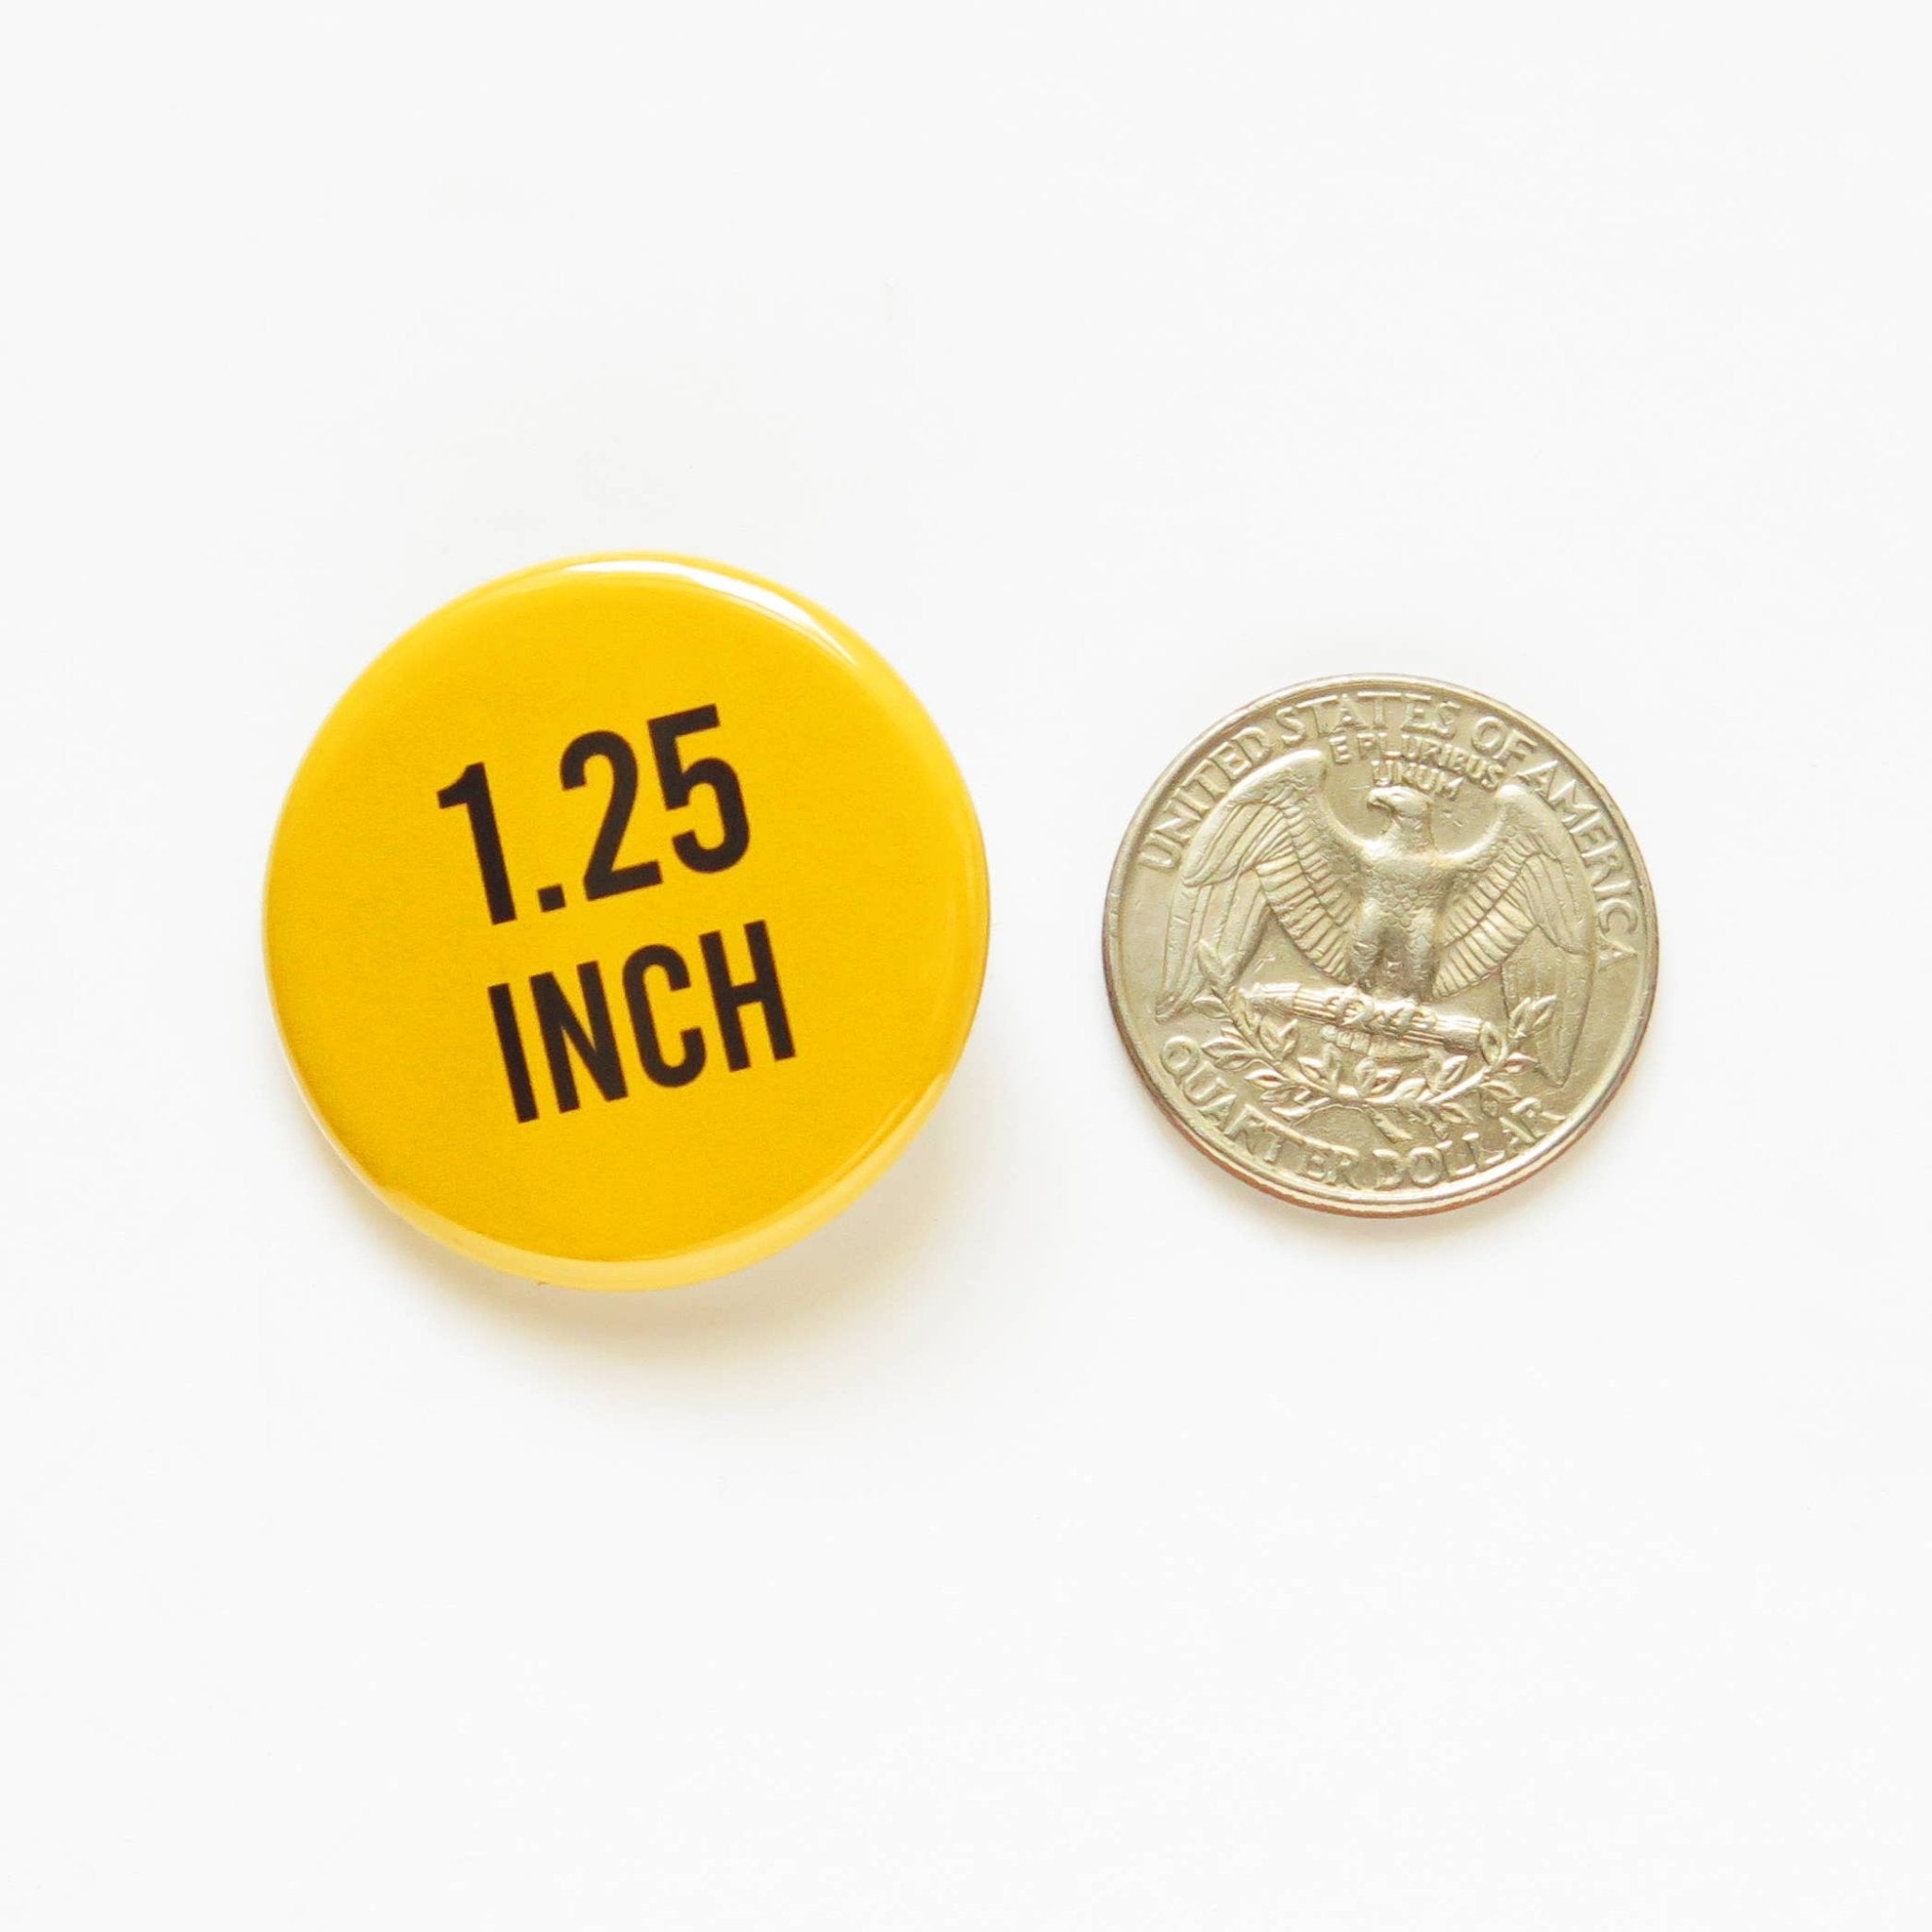 1.25
INCH
UNITED STATES OF AMERICA
E PLURIBUS
UNUM
QUARTER DOLLAR